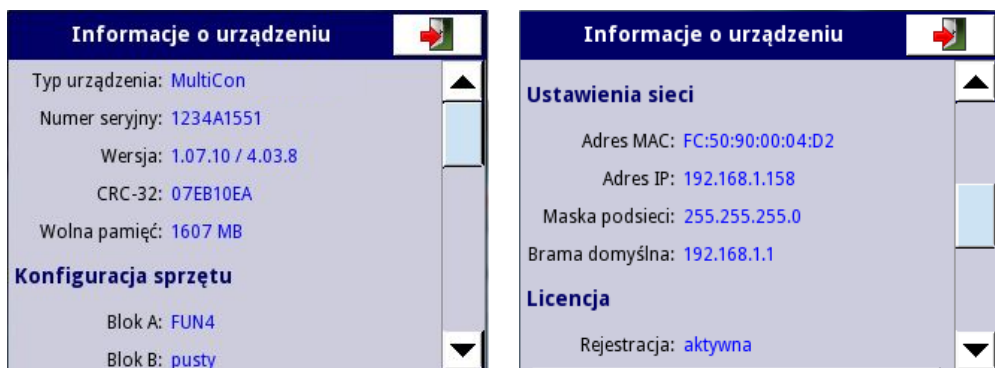 Informacje o urządzeniu
Typ urządzenia: MultiCon
Numer seryjny: 1234A1551
Wersja: 1.07.10 / 4.03.8
CRC-32: 07EB10EA
Wolna pamięć: 1607 MB
Konfiguracja sprzętu
Blok A: FUN4
Blok B: pusty
Informacje o urządzeniu
Ustawienia sieci
Adres MAC: FC:50:90:00:04:D2
Adres IP: 192.168.1.158
Maska podsieci: 255.255.255.0
Brama domyślna: 192.168.1.1
Licencja
Rejestracja: aktywna